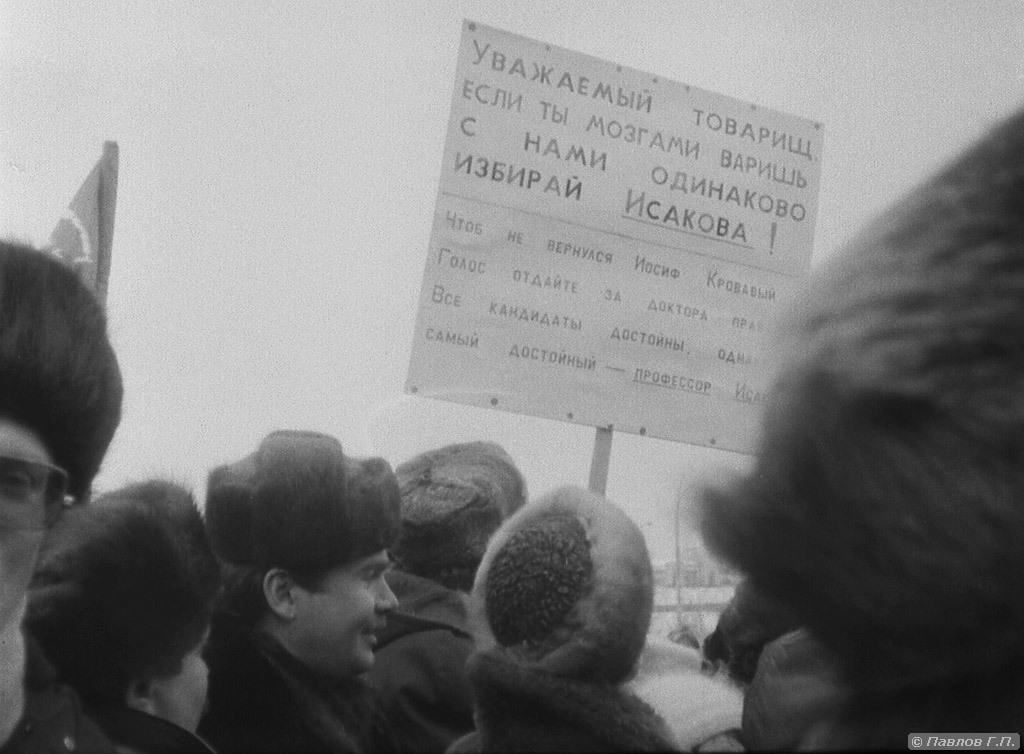 Уважаемый товарищ,
если ты мозгами варишь
с нами одинаково
избирай Исакова!
Чтоб не вернулся Иосиф Кровавый
Голос отдайте за доктора
Все кандидаты достойны,
самый достойный — профессор
© Павлов Г.П.